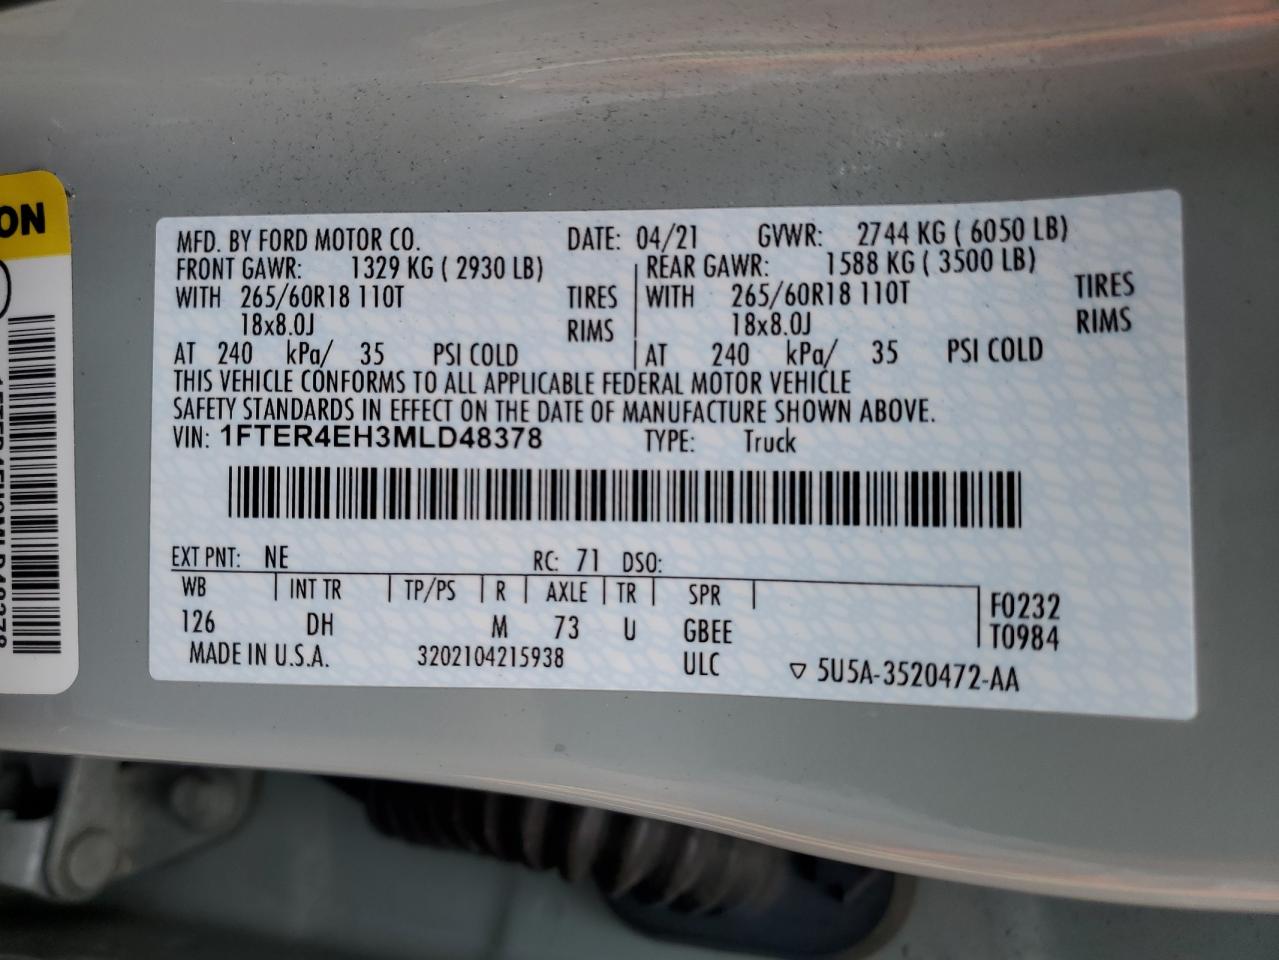 ON
MFD. BY FORD MOTOR CO. DATE: 04/21 GVWR: 2744 KG ( 6050 LB)
FRONT GAWR: 1329 KG ( 2930 LB) REAR GAWR: 1588 KG ( 3500 LB)
WITH 265/60R18 110T TIRES WITH 265/60R18 110T TIRES
18x8.0J RIMS 18x8.0J RIMS
AT 240 kPa/ 35 PSI COLD AT 240 kPa/ 35 PSI COLD
THIS VEHICLE CONFORMS TO ALL APPLICABLE FEDERAL MOTOR VEHICLE
SAFETY STANDARDS IN EFFECT ON THE DATE OF MANUFACTURE SHOWN ABOVE.
VIN: 1FTER4EH3MLD48378 TYPE: Truck
EXT PNT: NE RC: 71 DSO:
WB INT TR TP/PS R AXLE TR SPR
F0232
126 DH M 73 U GBEE T0984
MADE IN U.S.A. 3202104215938 ULC ▽ 5U5A-3520472-AA